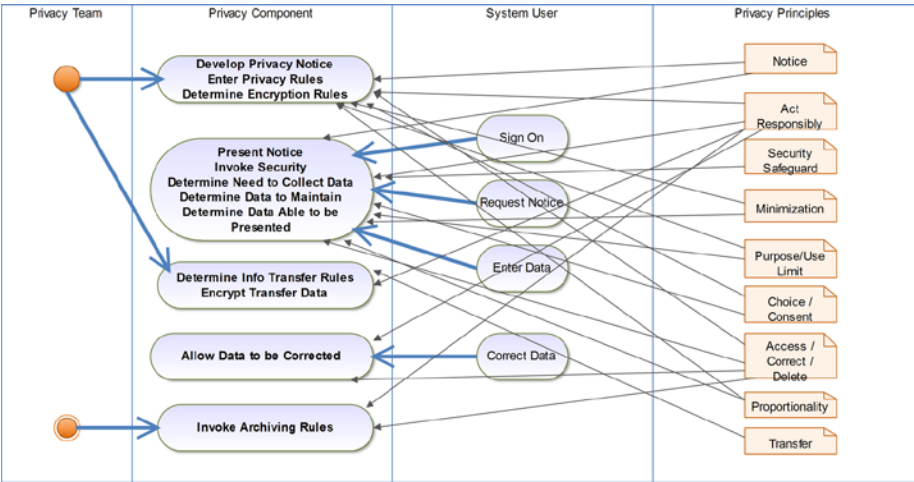 Privacy Team
Privacy Component
System User
Privacy Principles
Develop Privacy Notice
Enter Privacy Rules
Determine Encryption Rules
Present Notice
Invoke Security
Determine Need to Collect Data
Determine Data to Maintain
Determine Data Able to be
Presented
Determine Info Transfer Rules
Encrypt Transfer Data
Allow Data to be Corrected
Invoke Archiving Rules
Sign On
Request Notice
Enter Data
Correct Data
Notice
Act
Responsibly
Security
Safeguard
Minimization
Purpose/Use
Limit
Choice /
Consent
Access /
Correct /
Delete
Proportionality
Transfer